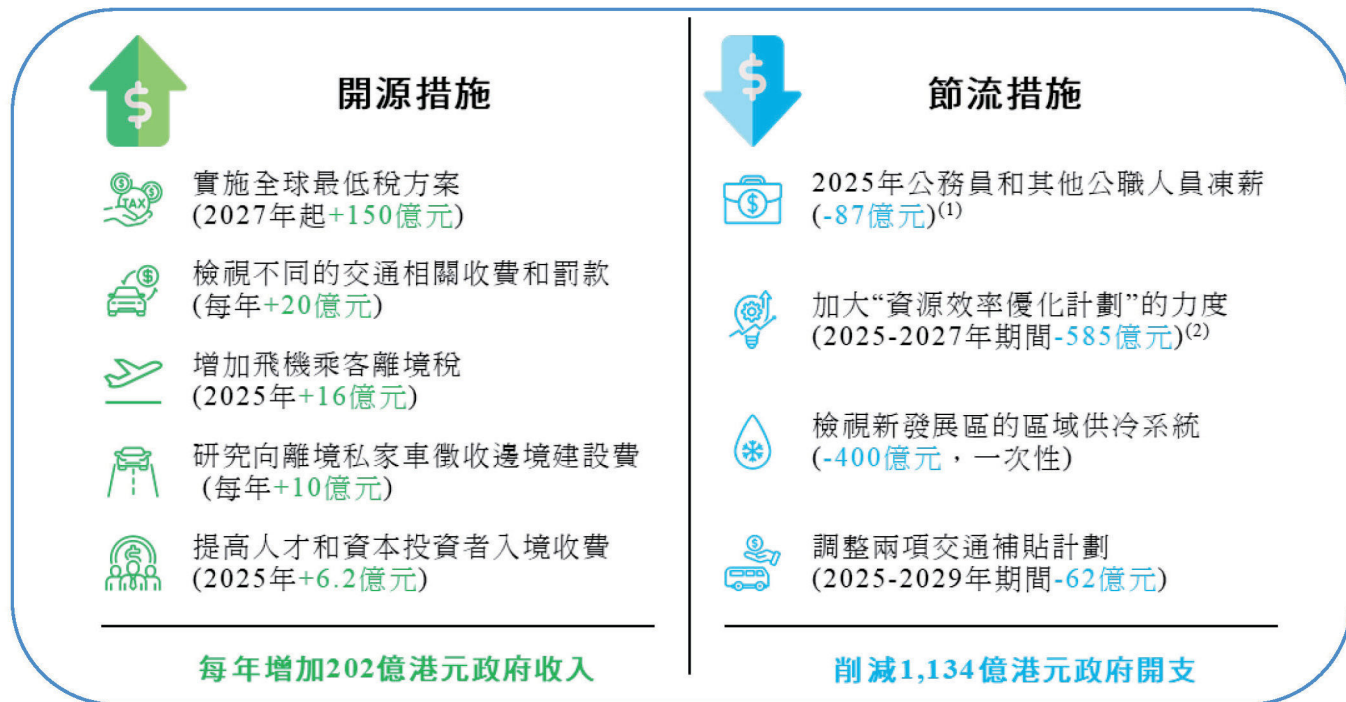 開源措施
實施全球最低稅方案
(2027年起+150億元)
檢視不同的交通相關收費和罰款
(每年+20億元)
增加飛機乘客離境稅
(2025年+16億元)
研究向離境私家車徵收邊境建設費
(每年+10億元)
提高人才和資本投資者入境收費
(2025年+6.2億元)
每年增加202億港元政府收入
節流措施
2025年公務員和其他公職人員凍薪
(-87億元)(1)
加大“資源效率優化計劃”的力度
(2025-2027年期間-585億元)(2)
檢視新發展區的區域供冷系統
(-400億元，一次性)
調整兩項交通補貼計劃
(2025-2029年期間-62億元)
削減1,134億港元政府開支
$
$
TAX